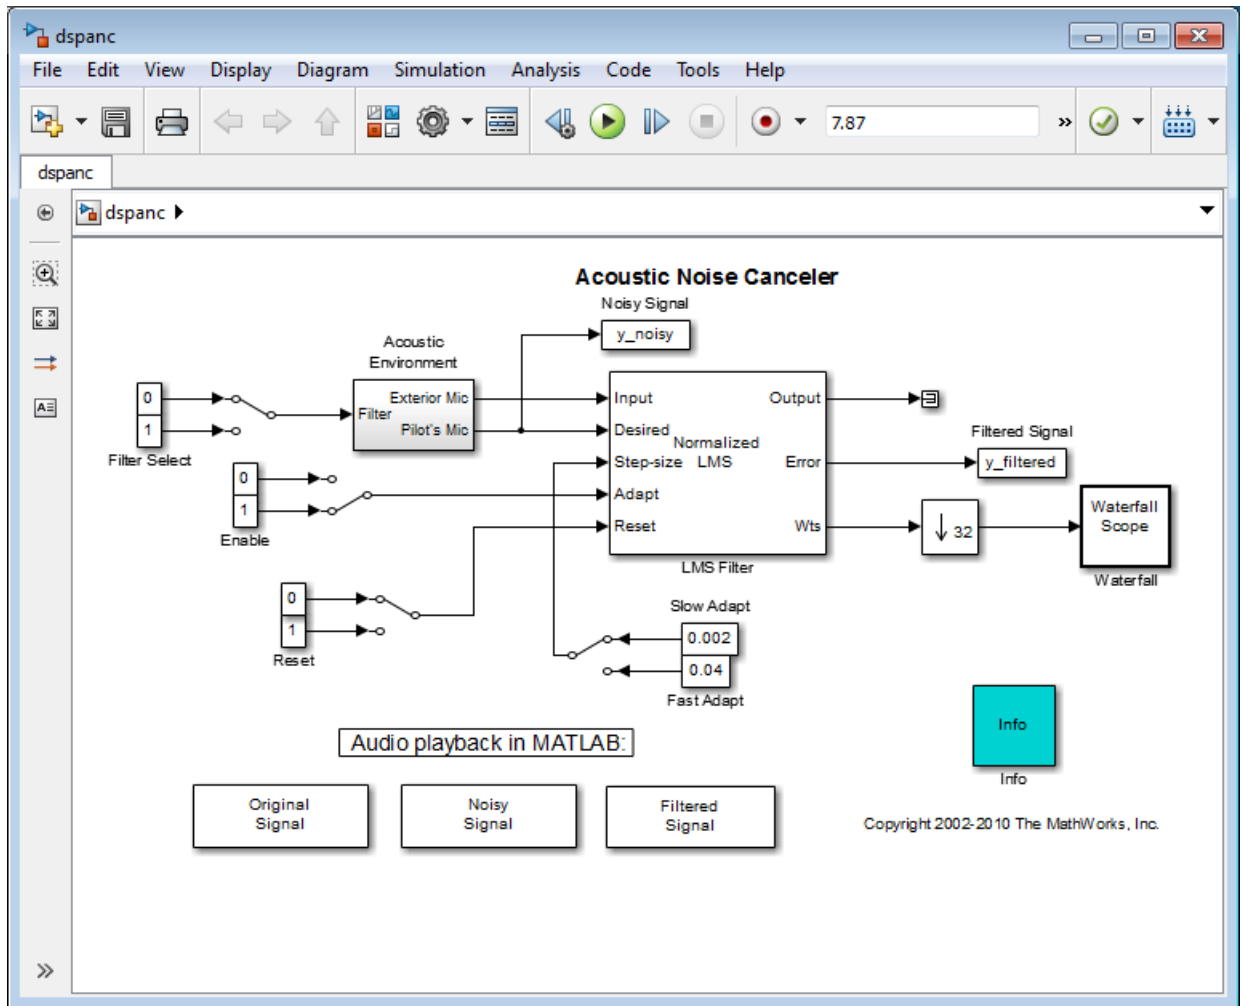 dspanc
File Edit View Display Diagram Simulation Analysis Code Tools Help
7.87
dspanc
dspanc
Acoustic Noise Canceler
Noisy Signal
y_noisy
Acoustic
Environment
Filter
Exterior Mic
Pilot's Mic
0
1
Filter Select
0
1
Enable
0
1
Reset
Input
Desired
Step-size
Adapt
Reset
Normalized
LMS
Output
Error
Wts
LMS Filter
Filtered Signal
y_filtered
32
Waterfall
Scope
Waterfall
Slow Adapt
0.002
0.04
Fast Adapt
Info
Info
Audio playback in MATLAB:
Original
Signal
Noisy
Signal
Filtered
Signal
Copyright 2002-2010 The MathWorks, Inc.